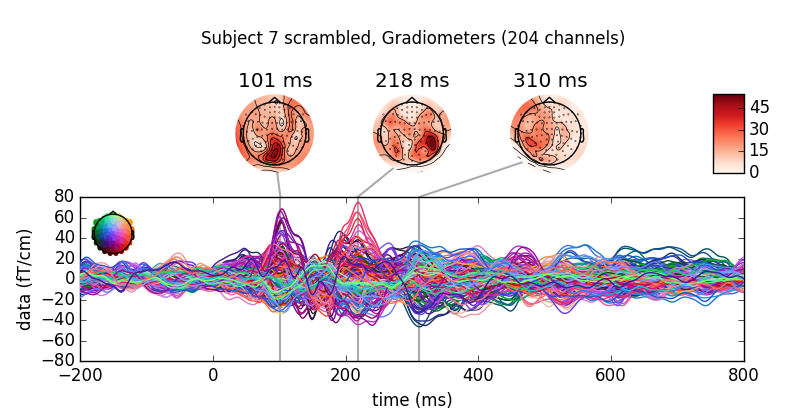 Subject 7 scrambled, Gradiometers (204 channels)
101 ms 218 ms 310 ms
45
30
15
0
80
60
40
20
0
−20
−40
−60
−80
data (fT/cm)
−200 0 200 400 600 800
time (ms)